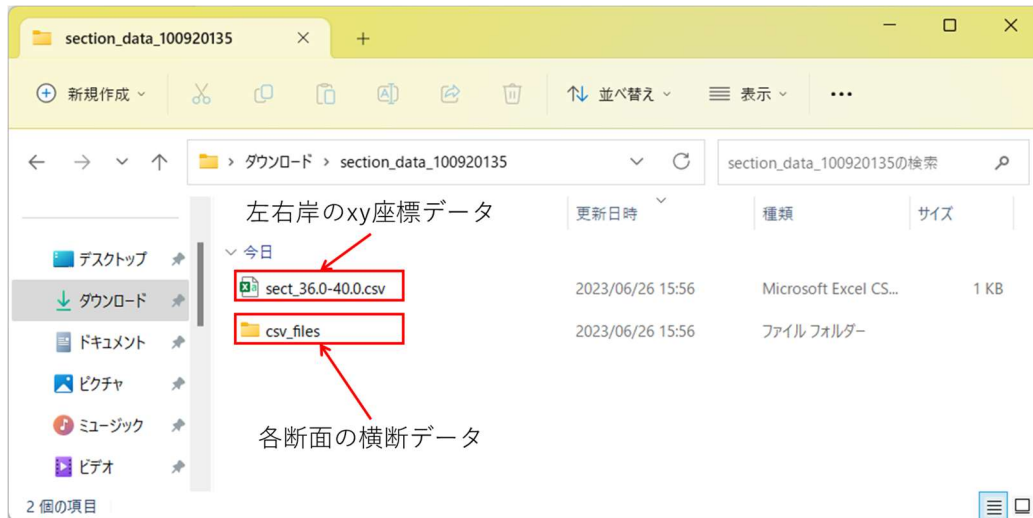 section_data_100920135
新規作成
並べ替え
表示
ダウンロード > section_data_100920135
section_data_100920135の検索
左右岸のxy座標データ
更新日時
種類
サイズ
今日
デスクトップ
sect_36.0-40.0.csv
2023/06/26 15:56
Microsoft Excel CS...
1 KB
ダウンロード
csv_files
2023/06/26 15:56
ファイル フォルダー
ドキュメント
ピクチャ
ミュージック
各断面の横断データ
ビデオ
2 個の項目